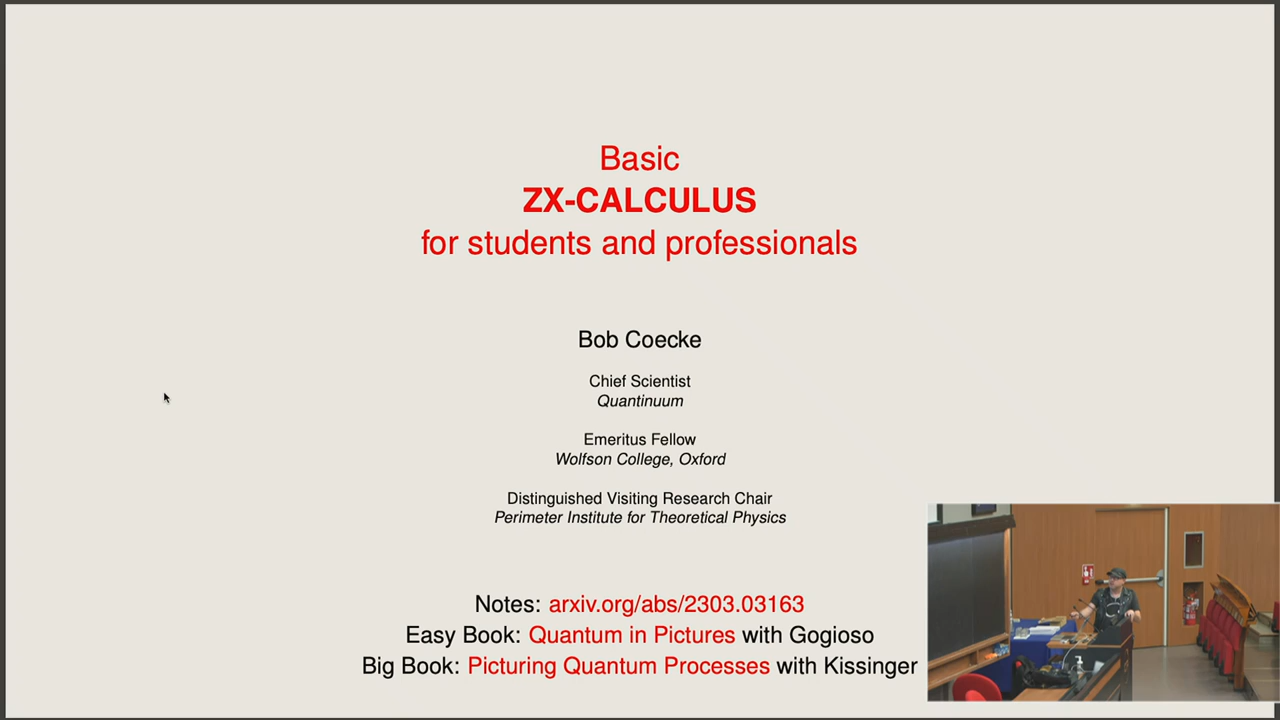 Basic
ZX-CALCULUS
for students and professionals
Bob Coecke
Chief Scientist
Quantinuum
Emeritus Fellow
Wolfson College, Oxford
Distinguished Visiting Research Chair
Perimeter Institute for Theoretical Physics
Notes: arxiv.org/abs/2303.03163
Easy Book: Quantum in Pictures with Gogioso
Big Book: Picturing Quantum Processes with Kissinger